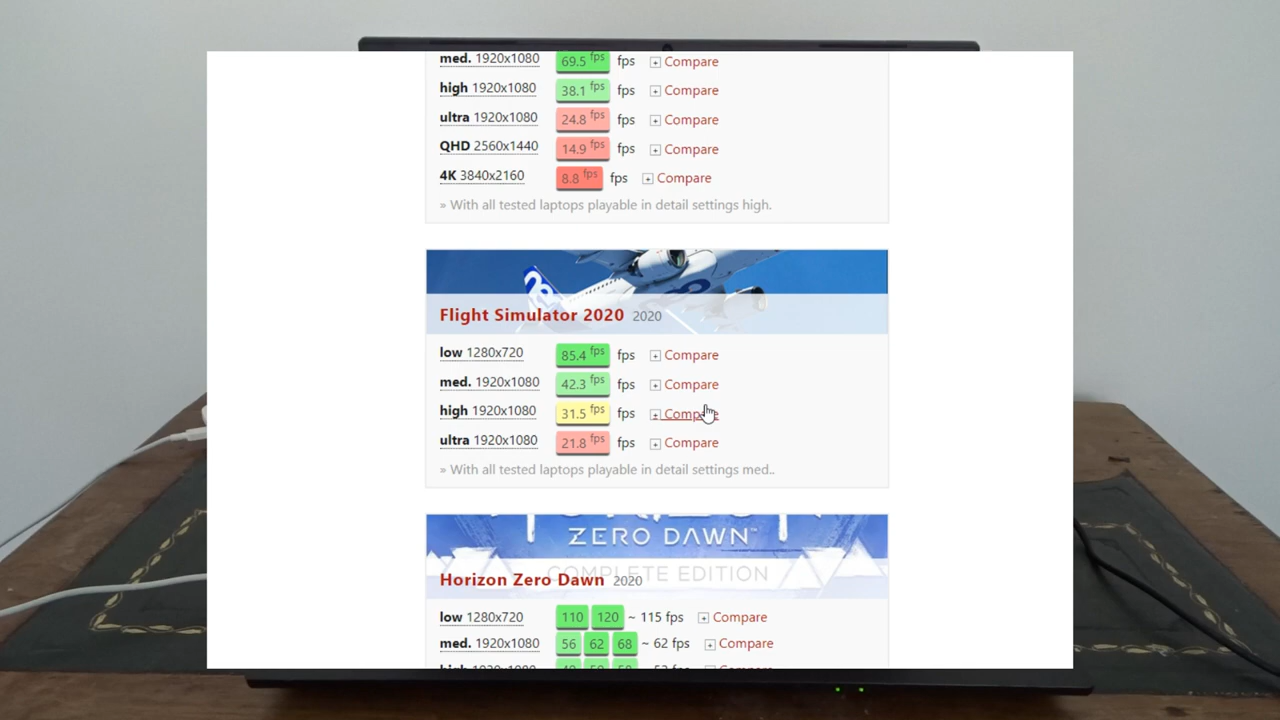 med. 1920x1080 69.5 fps fps + Compare
high 1920x1080 38.1 fps fps + Compare
ultra 1920x1080 24.8 fps fps + Compare
QHD 2560x1440 14.9 fps fps + Compare
4K 3840x2160 8.8 fps fps + Compare
» With all tested laptops playable in detail settings high.
Flight Simulator 2020 2020
low 1280x720 85.4 fps fps + Compare
med. 1920x1080 42.3 fps fps + Compare
high 1920x1080 31.5 fps fps + Compare
ultra 1920x1080 21.8 fps fps + Compare
» With all tested laptops playable in detail settings med..
HORIZON
ZERO DAWN™
COMPLETE EDITION
Horizon Zero Dawn 2020
low 1280x720 110 120 ~ 115 fps + Compare
med. 1920x1080 56 62 68 ~ 62 fps + Compare
high 1920x1080